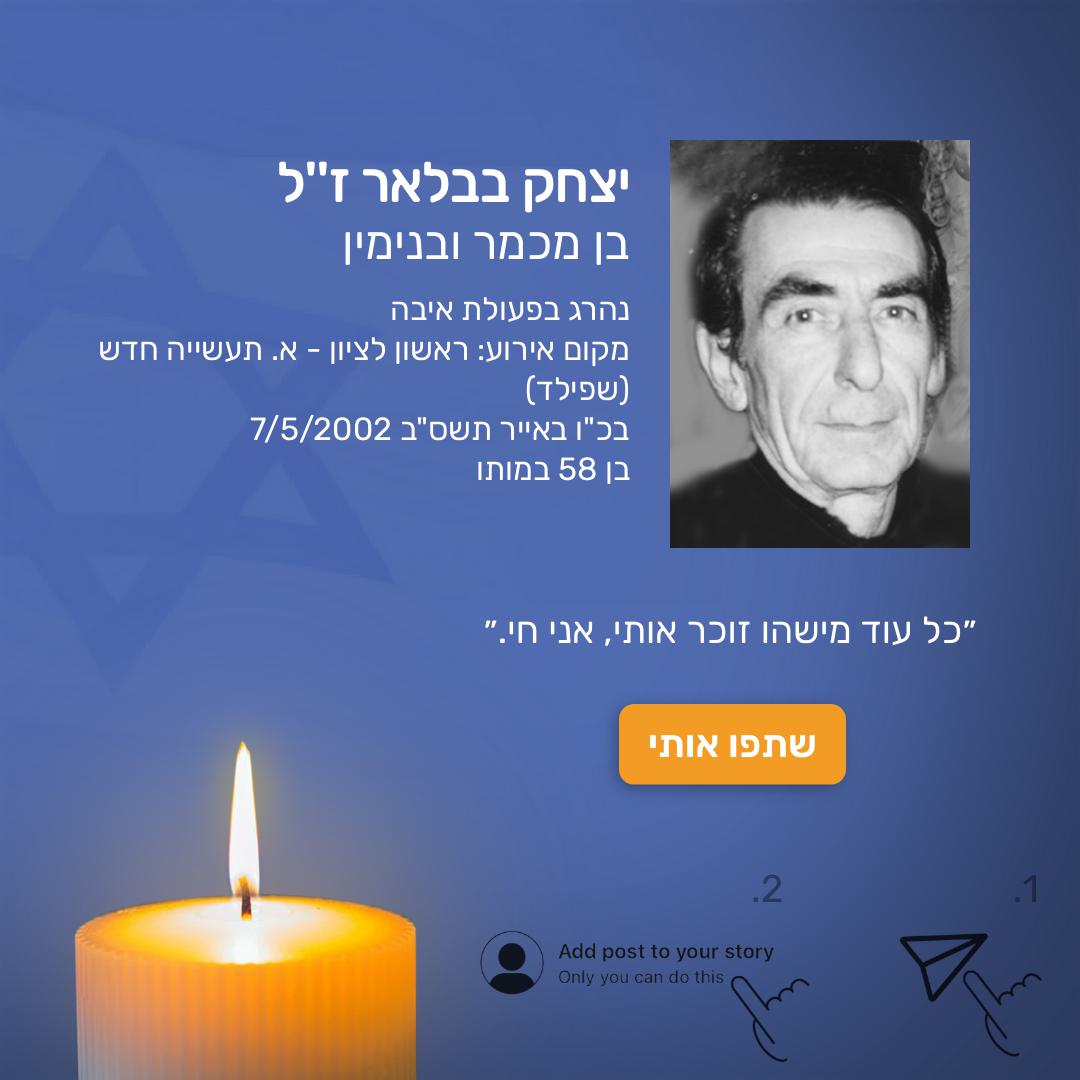 יצחק בבלאר ז"ל
בן מכמר ובנימין
נהרג בפעולת איבה
מקום אירוע: ראשון לציון - א. תעשייה חדש
(שפילד)
בכ"ו באייר תשס"ב 7/5/2002
בן 58 במותו
"כל עוד מישהו זוכר אותי, אני חי."
שתפו אותי
1.
2.
Add post to your story
Only you can do this